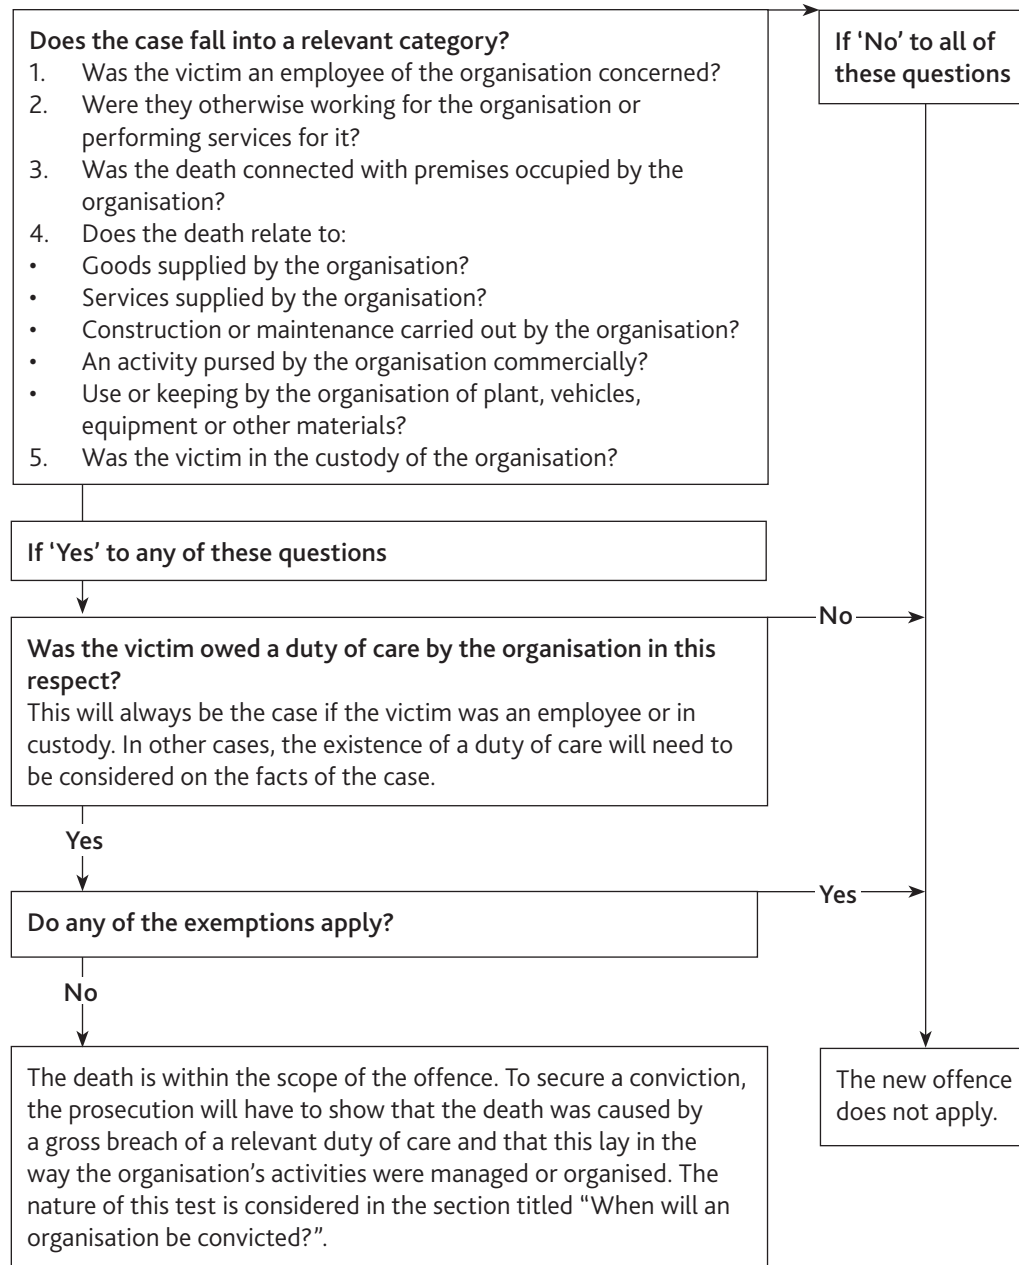 Does the case fall into a relevant category?
1. Was the victim an employee of the organisation concerned?
2. Were they otherwise working for the organisation or
performing services for it?
3. Was the death connected with premises occupied by the
organisation?
4. Does the death relate to:
• Goods supplied by the organisation?
• Services supplied by the organisation?
• Construction or maintenance carried out by the organisation?
• An activity pursed by the organisation commercially?
• Use or keeping by the organisation of plant, vehicles,
equipment or other materials?
5. Was the victim in the custody of the organisation?
If ‘No’ to all of
these questions
If ‘Yes’ to any of these questions
Was the victim owed a duty of care by the organisation in this
respect?
This will always be the case if the victim was an employee or in
custody. In other cases, the existence of a duty of care will need to
be considered on the facts of the case.
No
Yes
Do any of the exemptions apply?
Yes
No
The death is within the scope of the offence. To secure a conviction,
the prosecution will have to show that the death was caused by
a gross breach of a relevant duty of care and that this lay in the
way the organisation’s activities were managed or organised. The
nature of this test is considered in the section titled “When will an
organisation be convicted?”.
The new offence
does not apply.